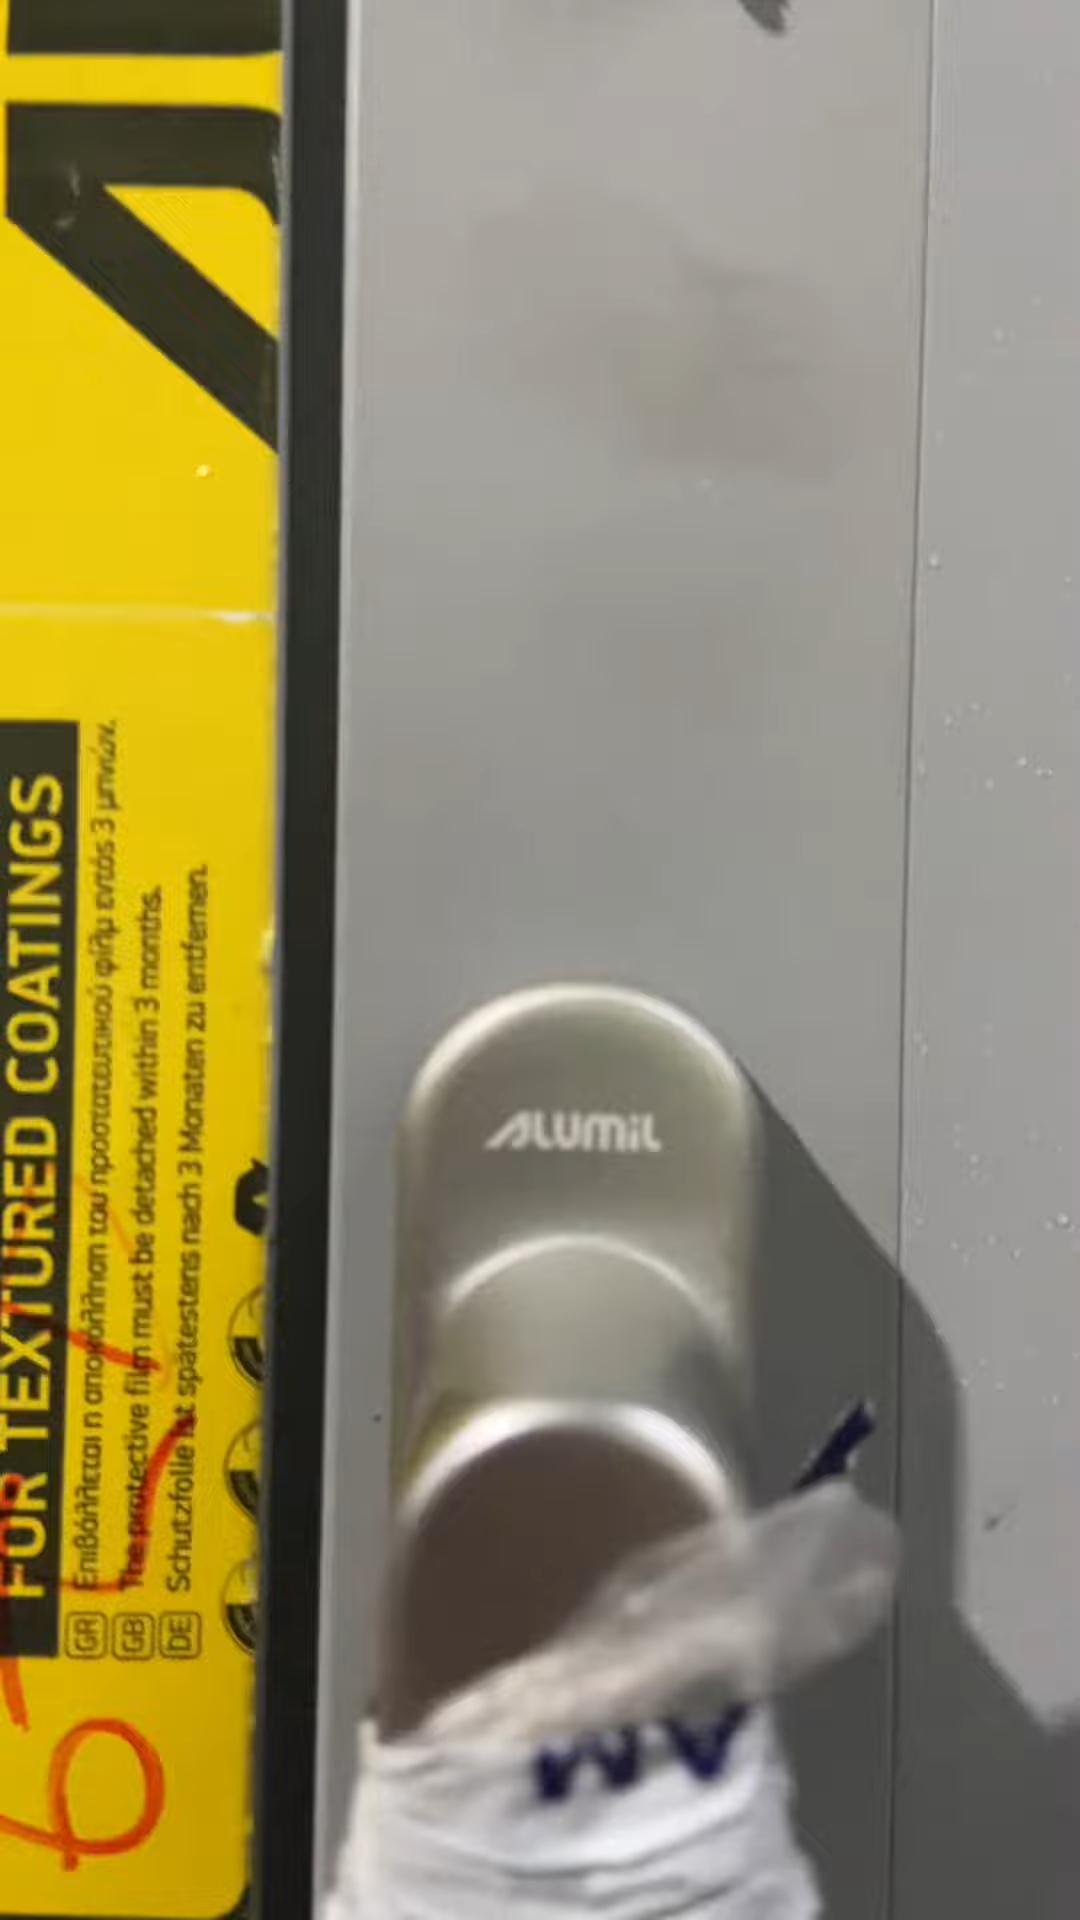 FOR TEXTURED COATINGS
GR Επιβάλλεται η αποκόλληση του προστατευτικού φιλμ εντός 3 μηνών.
GB The protective film must be detached within 3 months.
DE Schutzfolie ist spätestens nach 3 Monaten zu entfernen.
ALUMIL